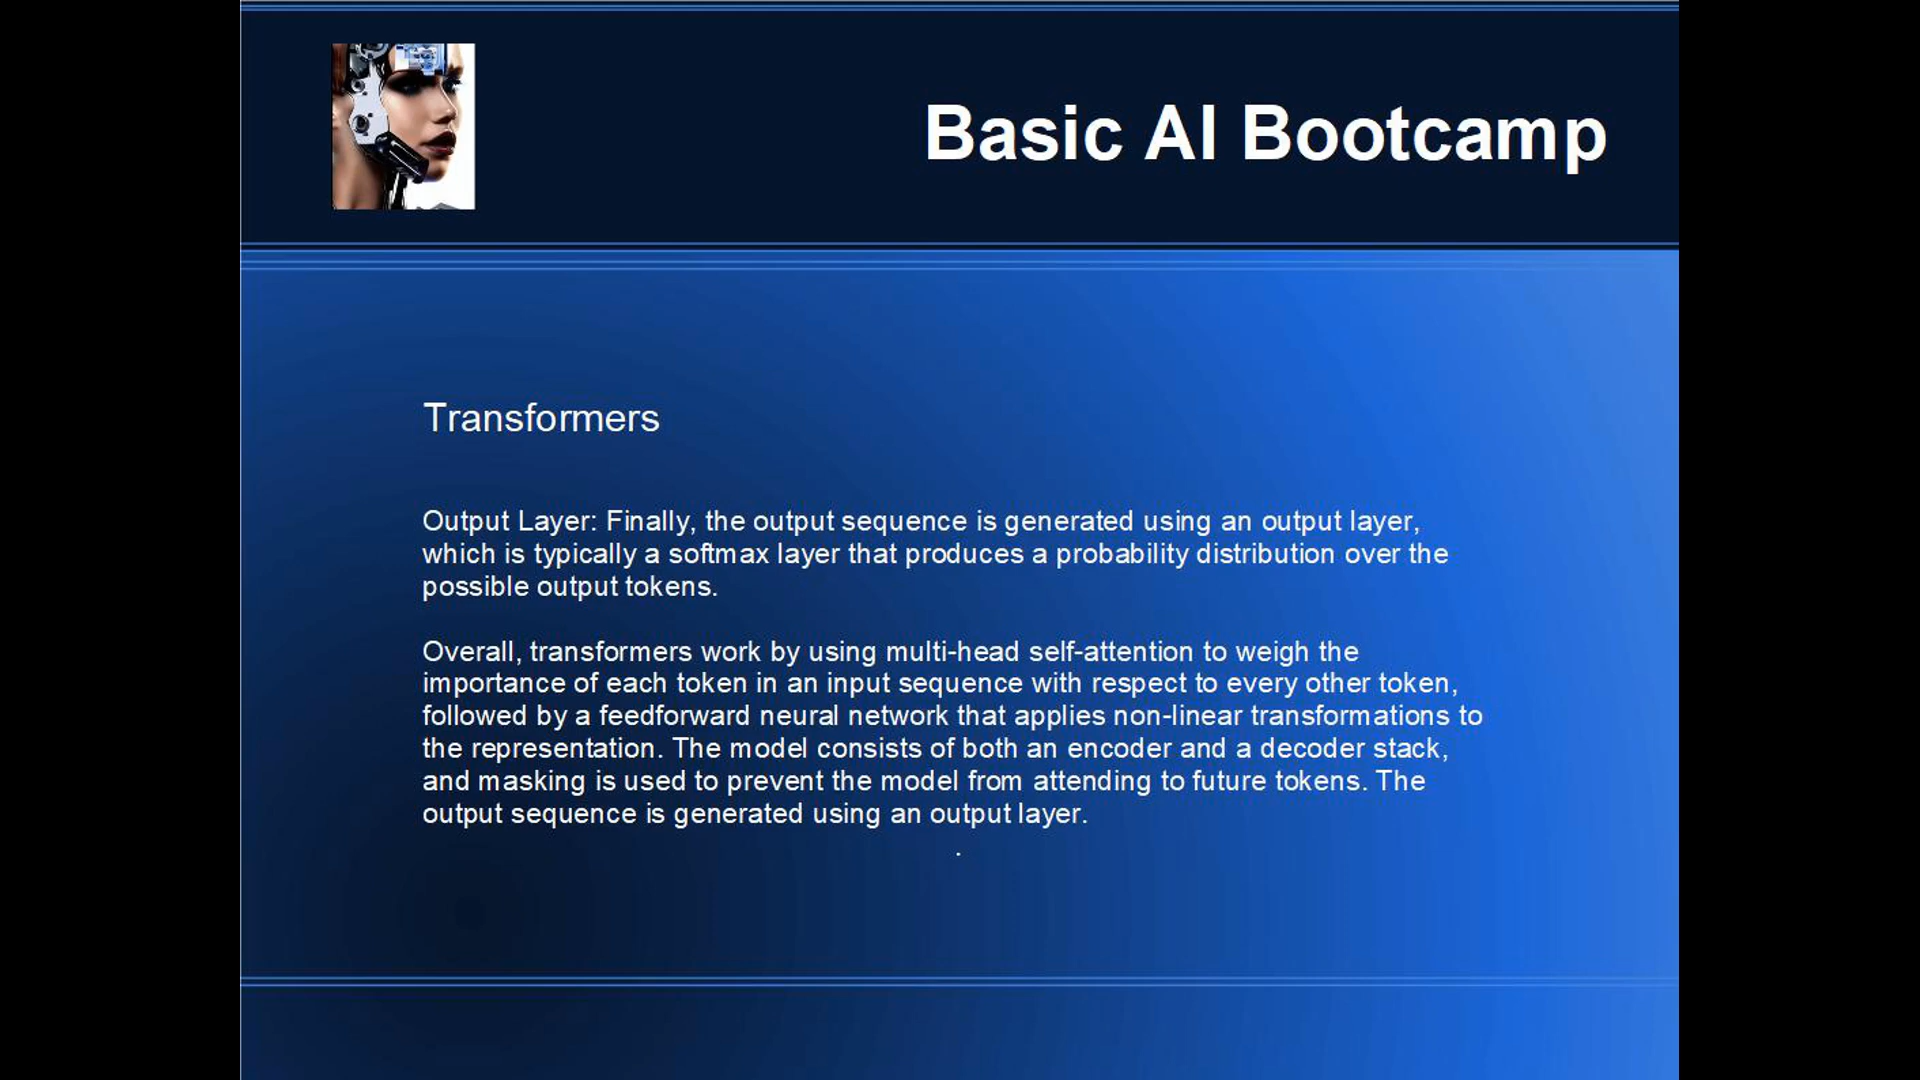 Basic AI Bootcamp
Transformers
Output Layer: Finally, the output sequence is generated using an output layer,
which is typically a softmax layer that produces a probability distribution over the
possible output tokens.
Overall, transformers work by using multi-head self-attention to weigh the
importance of each token in an input sequence with respect to every other token,
followed by a feedforward neural network that applies non-linear transformations to
the representation. The model consists of both an encoder and a decoder stack,
and masking is used to prevent the model from attending to future tokens. The
output sequence is generated using an output layer.
.